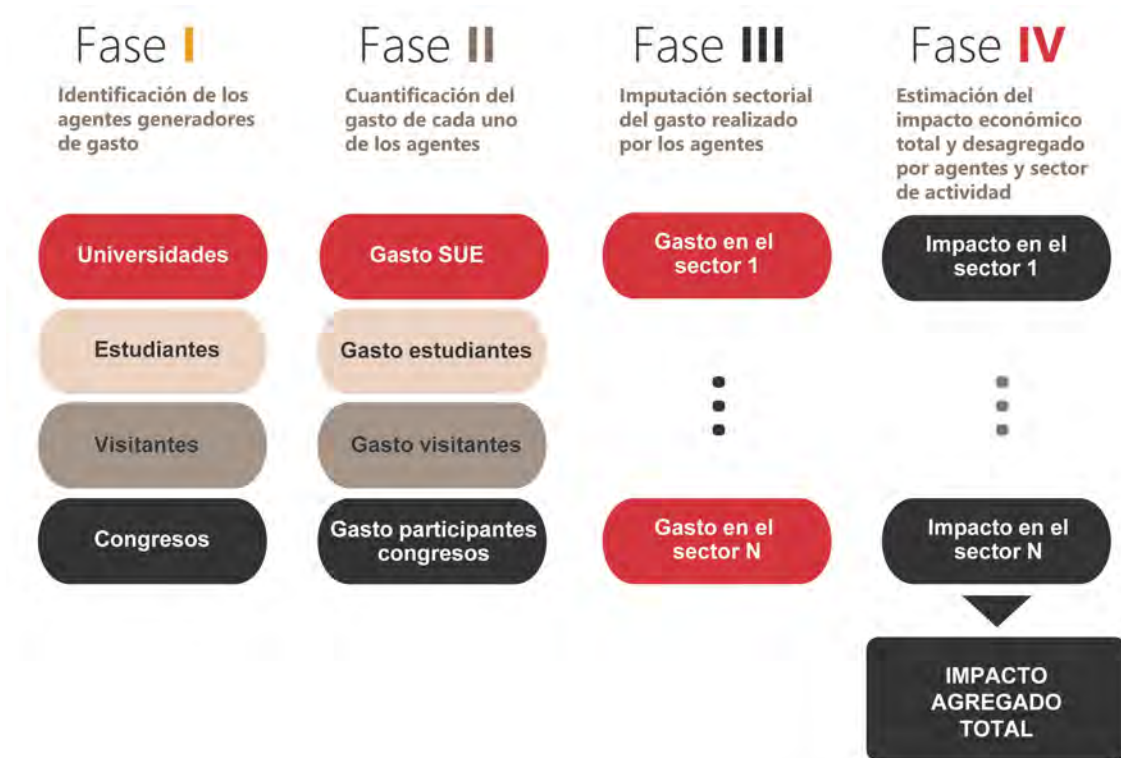 Fase I
Identificación de los
agentes generadores
de gasto
Universidades
Estudiantes
Visitantes
Congresos
Fase II
Cuantificación del
gasto de cada uno
de los agentes
Gasto SUE
Gasto estudiantes
Gasto visitantes
Gasto participantes
congresos
Fase III
Imputación sectorial
del gasto realizado
por los agentes
Gasto en el
sector 1
Gasto en el
sector N
Fase IV
Estimación del
impacto económico
total y desagregado
por agentes y sector
de actividad
Impacto en el
sector 1
Impacto en el
sector N
IMPACTO
AGREGADO
TOTAL